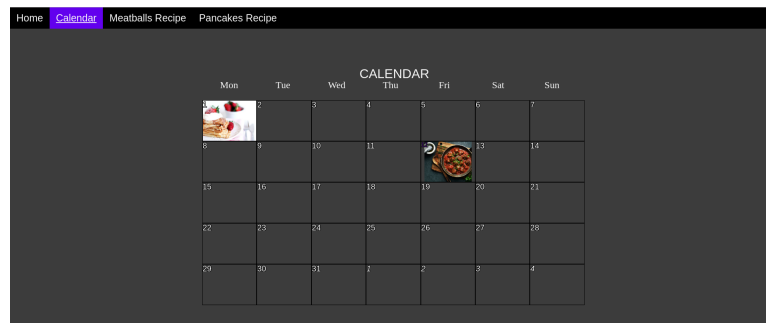 Home Calendar Meatballs Recipe Pancakes Recipe
CALENDAR
Mon Tue Wed Thu Fri Sat Sun
1 2 3 4 5 6 7
8 9 10 11 13 14
15 16 17 18 19 20 21
22 23 24 25 26 27 28
29 30 31 1 2 3 4